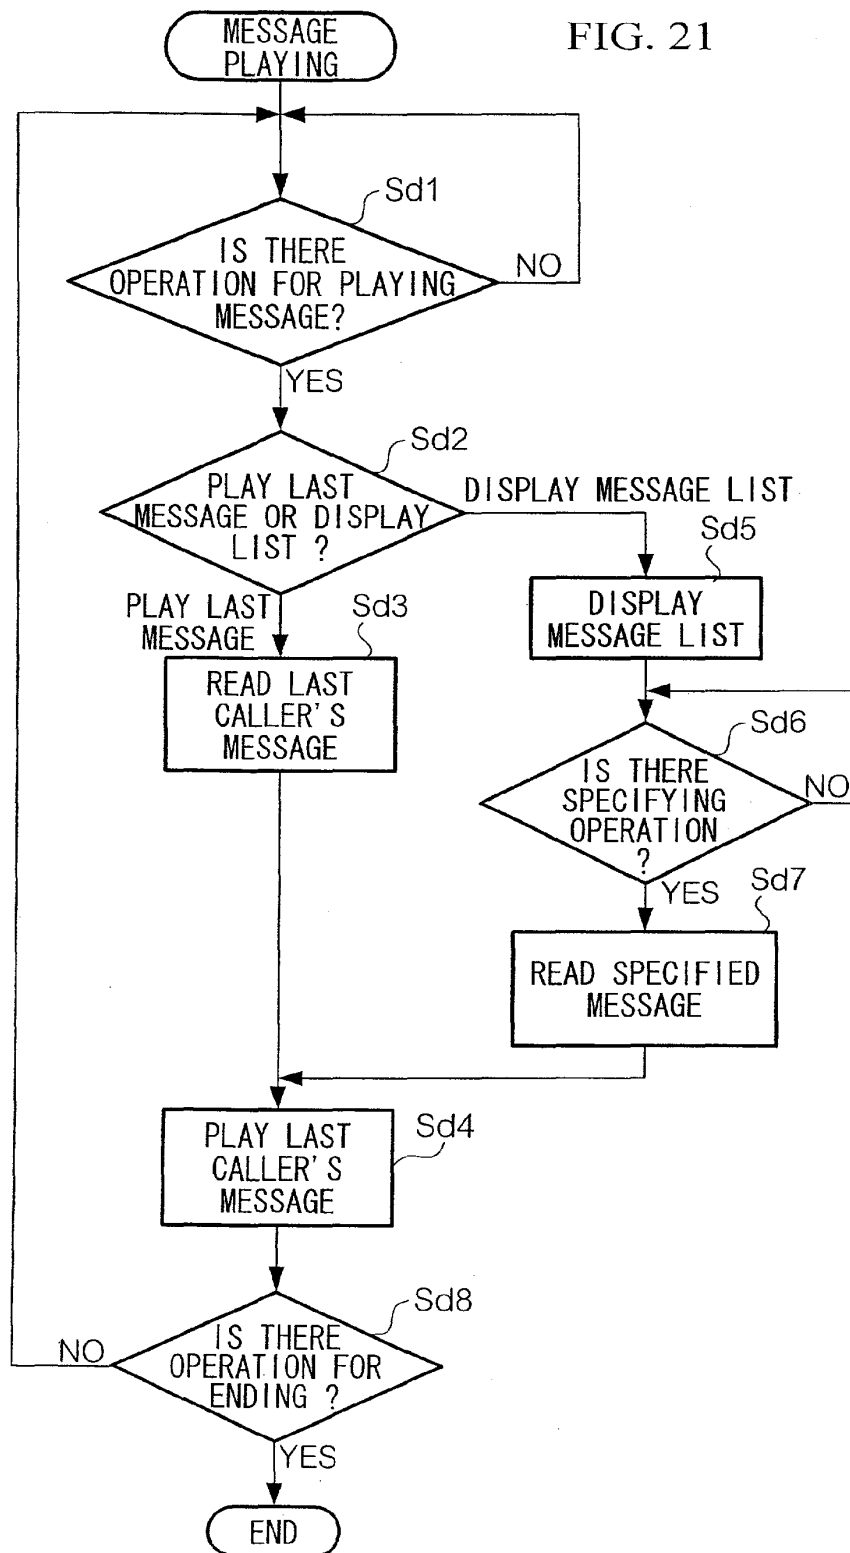 MESSAGE
PLAYING
FIG. 21
Sd1
IS THERE
OPERATION FOR PLAYING
MESSAGE?
NO
YES
Sd2
PLAY LAST
MESSAGE OR DISPLAY
LIST ?
DISPLAY MESSAGE LIST
Sd5
DISPLAY
MESSAGE LIST
PLAY LAST
MESSAGE
Sd3
READ LAST
CALLER'S
MESSAGE
Sd6
IS THERE
SPECIFYING
OPERATION
?
NO
YES
Sd7
READ SPECIFIED
MESSAGE
Sd4
PLAY LAST
CALLER'S
MESSAGE
Sd8
IS THERE
OPERATION FOR
ENDING ?
NO
YES
END